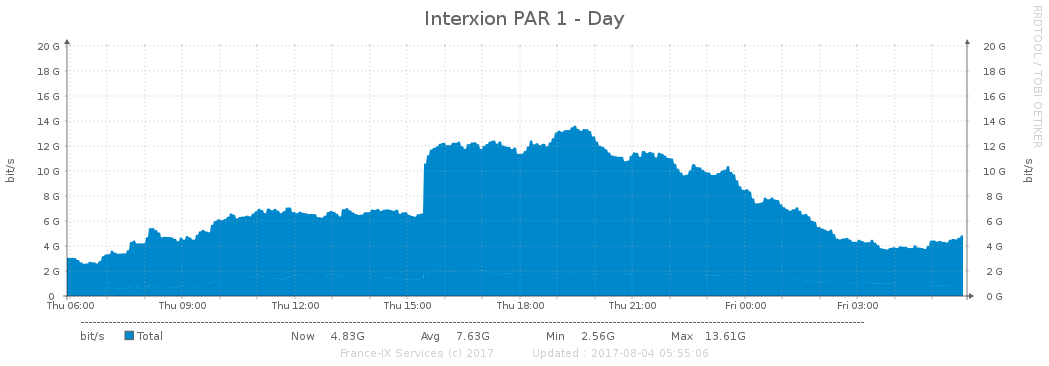 Interxion PAR 1 - Day
RRDTOOL / TOBI OETIKER
20 G 20 G
18 G 18 G
16 G 16 G
14 G 14 G
12 G 12 G
10 G 10 G
8 G 8 G
6 G 6 G
4 G 4 G
2 G 2 G
0 0 G
bit/s bit/s
Thu 06:00 Thu 09:00 Thu 12:00 Thu 15:00 Thu 18:00 Thu 21:00 Fri 00:00 Fri 03:00
bit/s Total Now 4.83G Avg 7.63G Min 2.56G Max 13.61G
France-IX Services (c) 2017 Updated : 2017-08-04 05:55:06